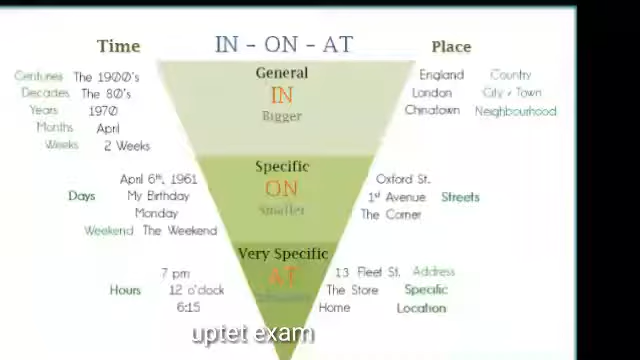 Time IN - ON - AT Place
General
IN
Bigger
Centuries The 1900's
Decades The 80's
Years 1970
Months April
Weeks 2 Weeks
England Country
London City + Town
Chinatown Neighbourhood
Specific
ON
Smaller
April 6th, 1961
Days My Birthday
Monday
Weekend The Weekend
Oxford St.
1st Avenue Streets
The Corner
Very Specific
AT
7 pm
Hours 12 o'clock
6:15
13 Fleet St. Address
The Store Specific
Home Location
uptet exam